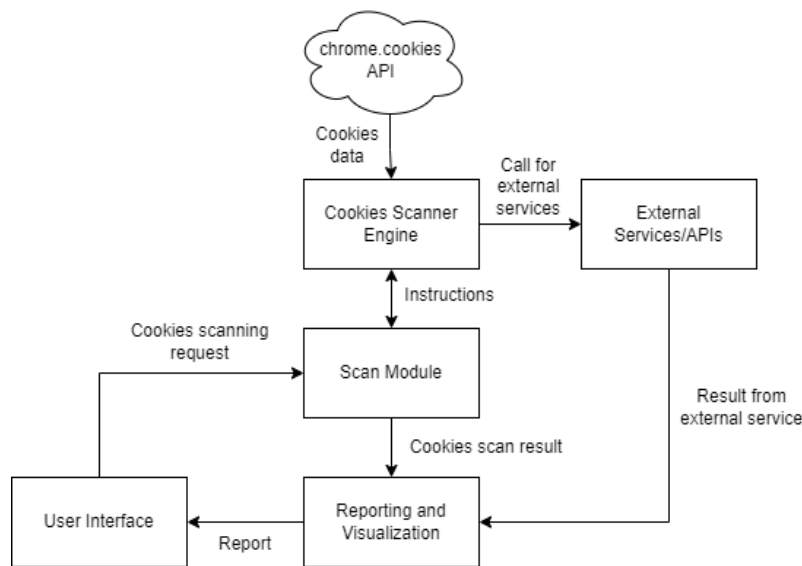 chrome.cookies
API
Cookies
data
Call for
external
services
Cookies Scanner
Engine
External
Services/APIs
Instructions
Cookies scanning
request
Scan Module
Result from
external service
Cookies scan result
User Interface
Reporting and
Visualization
Report